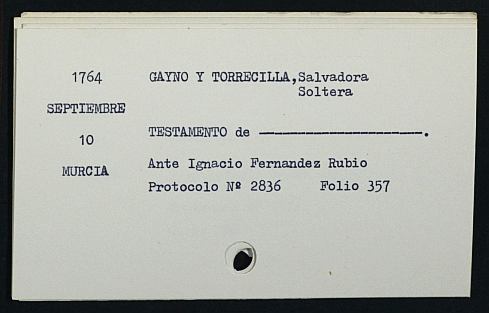 1764 GAYNO Y TORRECILLA,Salvadora
Soltera
SEPTIEMBRE
10 TESTAMENTO de ----------------------.
MURCIA Ante Ignacio Fernandez Rubio
Protocolo Nº 2836 Folio 357